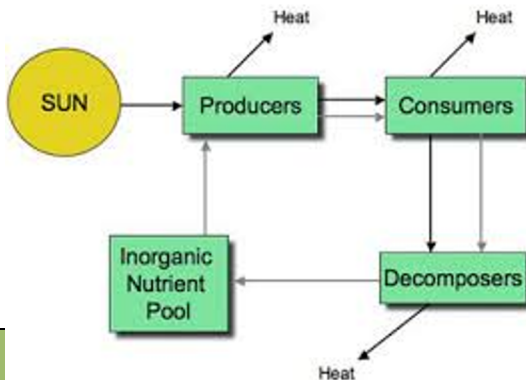 Heat
Heat
SUN
Producers
Consumers
Inorganic
Nutrient
Pool
Decomposers
Heat